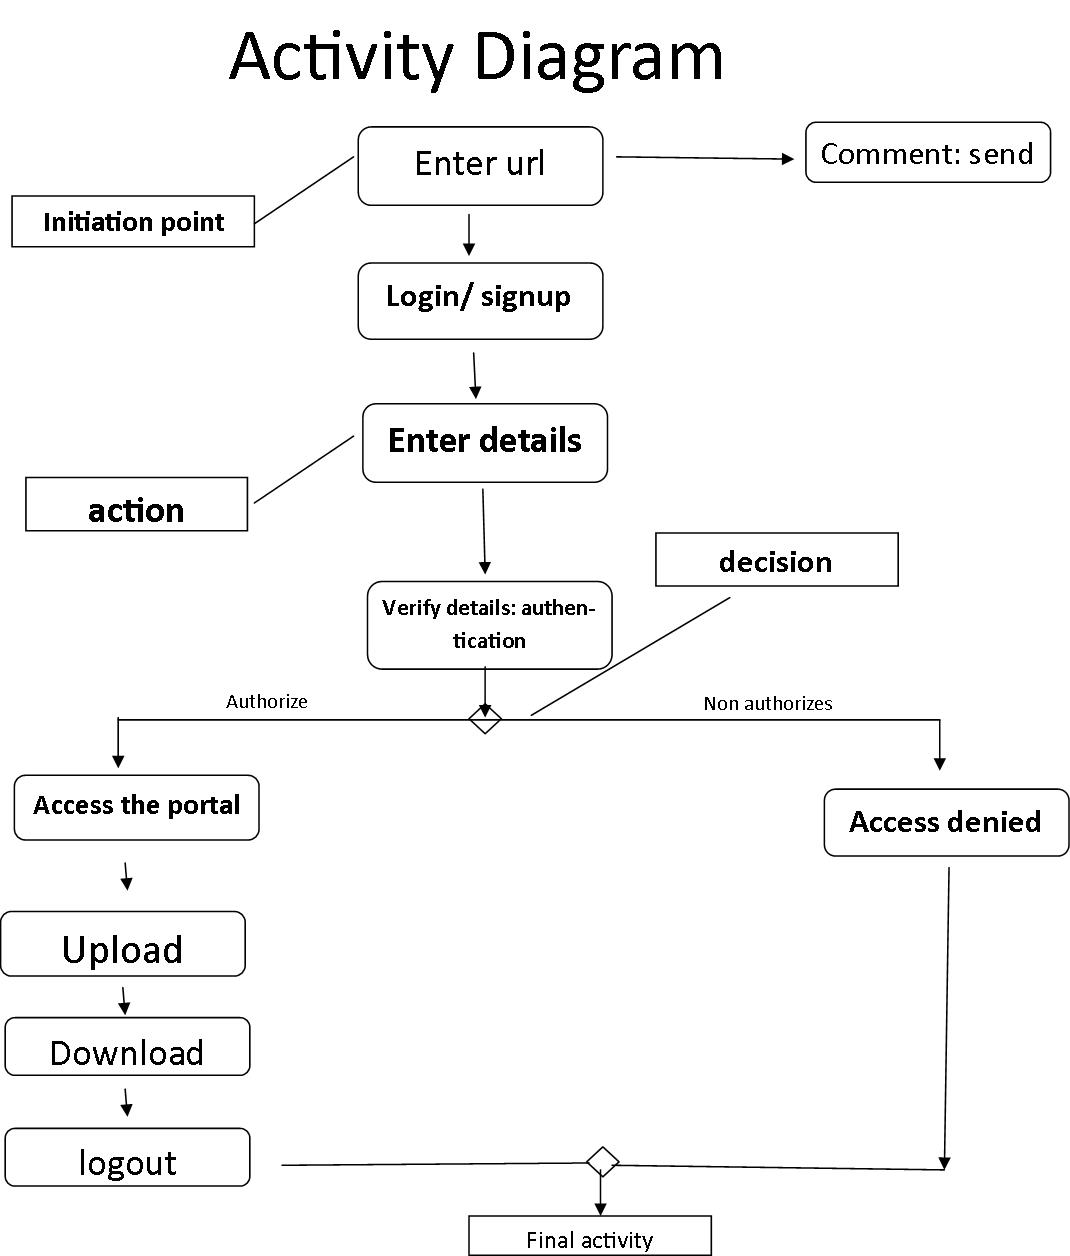 Activity Diagram
Enter url
Comment: send
Initiation point
Login/ signup
Enter details
action
decision
Verify details: authen-
tication
Authorize
Non authorizes
Access the portal
Access denied
Upload
Download
logout
Final activity